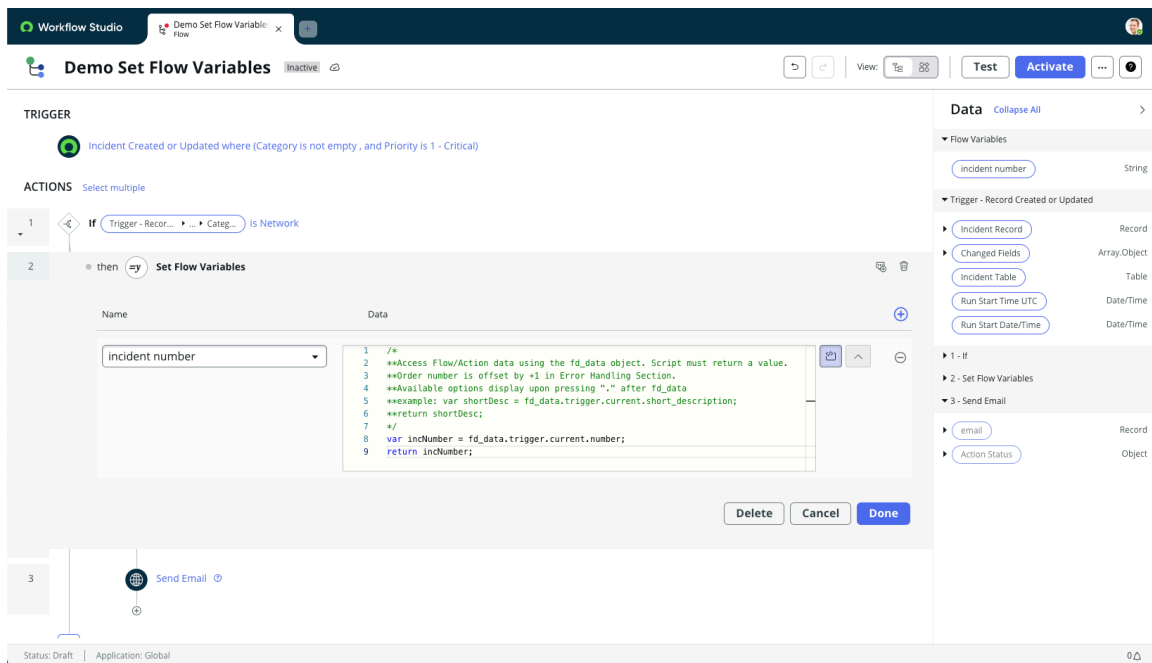 Workflow Studio
Demo Set Flow Variable
Flow
Demo Set Flow Variables Inactive
View:
Test
Activate
TRIGGER
Incident Created or Updated where (Category is not empty , and Priority is 1 - Critical)
ACTIONS Select multiple
1 If Trigger - Recor... ... Categ... is Network
2 then =y Set Flow Variables
Name Data
incident number
1 /*
2 **Access Flow/Action data using the fd_data object. Script must return a value.
3 **Order number is offset by +1 in Error Handling Section.
4 **Available options display upon pressing "." after fd_data
5 **example: var shortDesc = fd_data.trigger.current.short_description;
6 **return shortDesc;
7 */
8 var incNumber = fd_data.trigger.current.number;
9 return incNumber;
Delete Cancel Done
3 Send Email
Data Collapse All
Flow Variables
incident number String
Trigger - Record Created or Updated
Incident Record Record
Changed Fields Array.Object
Incident Table Table
Run Start Time UTC Date/Time
Run Start Date/Time Date/Time
1 - If
2 - Set Flow Variables
3 - Send Email
email Record
Action Status Object
Status: Draft Application: Global
0